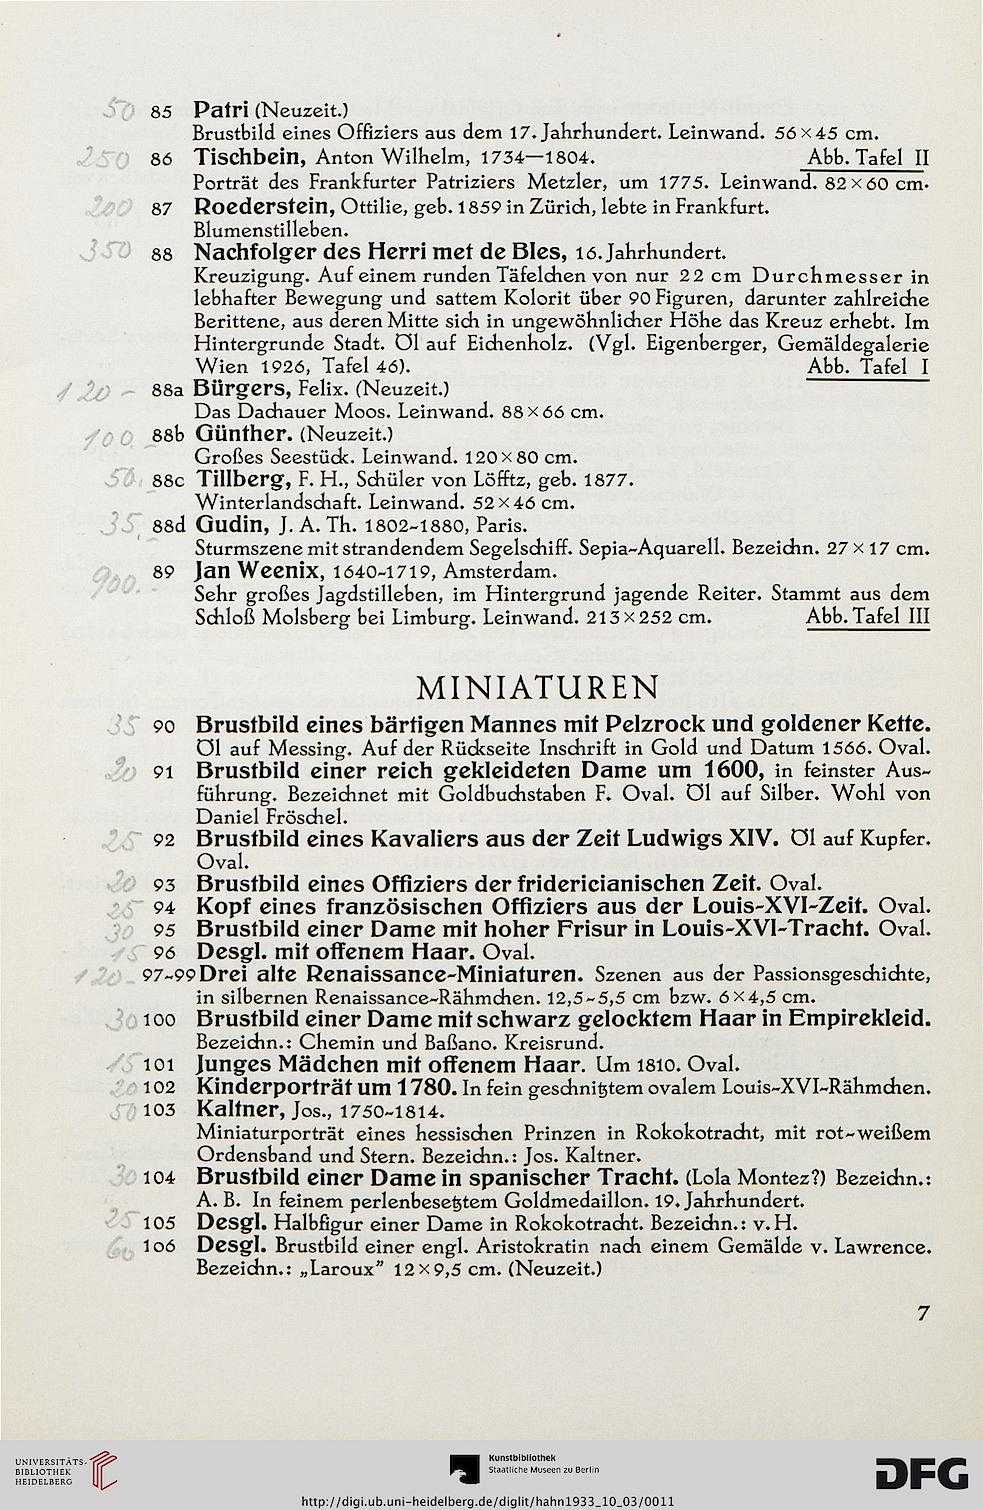 50 85 Patri (Neuzeit.)
Brustbild eines Offiziers aus dem 17. Jahrhundert. Leinwand. 56×45 cm.
250 86 Tischbein, Anton Wilhelm, 1734—1804. Abb. Tafel II
Porträt des Frankfurter Patriziers Metzler, um 1775. Leinwand. 82×60 cm.
200 87 Roederstein, Ottilie, geb. 1859 in Zürich, lebte in Frankfurt.
Blumenstilleben.
350 88 Nachfolger des Herri met de Bles, 16. Jahrhundert.
Kreuzigung. Auf einem runden Täfelchen von nur 22 cm Durchmesser in
lebhafter Bewegung und sattem Kolorit über 90 Figuren, darunter zahlreiche
Berittene, aus deren Mitte sich in ungewöhnlicher Höhe das Kreuz erhebt. Im
Hintergrunde Stadt. Öl auf Eichenholz. (Vgl. Eigenberger, Gemäldegalerie
Wien 1926, Tafel 46). Abb. Tafel I
120 - 88a Bürgers, Felix. (Neuzeit.)
Das Dachauer Moos. Leinwand. 88×66 cm.
100. - 88b Günther. (Neuzeit.)
Großes Seestück. Leinwand. 120×80 cm.
50. - 88c Tillberg, F. H., Schüler von Löfftz, geb. 1877.
Winterlandschaft. Leinwand. 52×46 cm.
35. - 88d Gudin, J. A. Th. 1802-1880, Paris.
Sturmszene mit strandendem Segelschiff. Sepia-Aquarell. Bezeichn. 27×17 cm.
900. - 89 Jan Weenix, 1640-1719, Amsterdam.
Sehr großes Jagdstilleben, im Hintergrund jagende Reiter. Stammt aus dem
Schloß Molsberg bei Limburg. Leinwand. 213×252 cm. Abb. Tafel III
MINIATUREN
35 90 Brustbild eines bärtigen Mannes mit Pelzrock und goldener Kette.
Öl auf Messing. Auf der Rückseite Inschrift in Gold und Datum 1566. Oval.
20 91 Brustbild einer reich gekleideten Dame um 1600, in feinster Aus-
führung. Bezeichnet mit Goldbuchstaben F. Oval. Öl auf Silber. Wohl von
Daniel Fröschel.
25 92 Brustbild eines Kavaliers aus der Zeit Ludwigs XIV. Öl auf Kupfer.
Oval.
20 93 Brustbild eines Offiziers der fridericianischen Zeit. Oval.
25 94 Kopf eines französischen Offiziers aus der Louis-XVI-Zeit. Oval.
30 95 Brustbild einer Dame mit hoher Frisur in Louis-XVI-Tracht. Oval.
15 96 Desgl. mit offenem Haar. Oval.
120 - 97-99 Drei alte Renaissance-Miniaturen. Szenen aus der Passionsgeschichte,
in silbernen Renaissance-Rähmchen. 12,5-5,5 cm bzw. 6×4,5 cm.
30 100 Brustbild einer Dame mit schwarz gelocktem Haar in Empirekleid.
Bezeichn.: Chemin und Baßano. Kreisrund.
15 101 Junges Mädchen mit offenem Haar. Um 1810. Oval.
20 102 Kinderporträt um 1780. In fein geschnitztem ovalem Louis-XVI-Rähmchen.
50 103 Kaltner, Jos., 1750-1814.
Miniaturporträt eines hessischen Prinzen in Rokokotracht, mit rot-weißem
Ordensband und Stern. Bezeichn.: Jos. Kaltner.
30 104 Brustbild einer Dame in spanischer Tracht. (Lola Montez?) Bezeichn.:
A. B. In feinem perlenbesetztem Goldmedaillon. 19. Jahrhundert.
25 105 Desgl. Halbfigur einer Dame in Rokokotracht. Bezeichn.: v. H.
60 106 Desgl. Brustbild einer engl. Aristokratin nach einem Gemälde v. Lawrence.
Bezeichn.: „Laroux” 12×9,5 cm. (Neuzeit.)
7
UNIVERSITÄTS-
BIBLIOTHEK
HEIDELBERG
Kunstbibliothek
Staatliche Museen zu Berlin
DFG
http://digi.ub.uni-heidelberg.de/diglit/hahn1933_10_03/0011